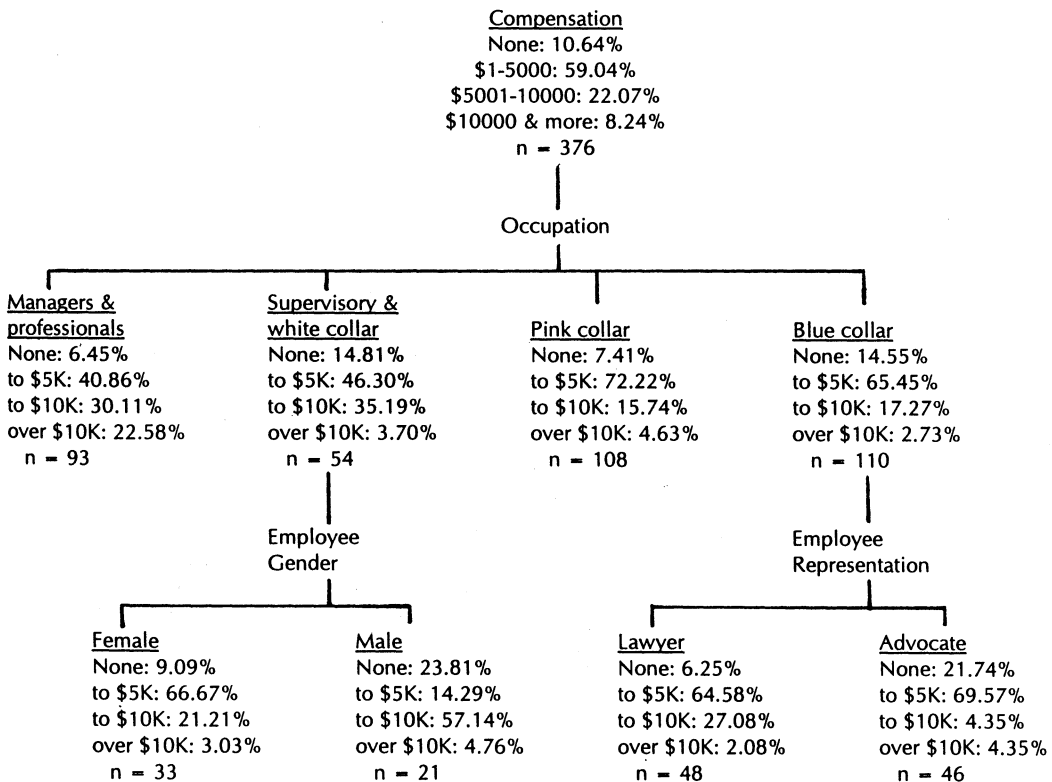 Compensation
None: 10.64%
$1-5000: 59.04%
$5001-10000: 22.07%
$10000 & more: 8.24%
n = 376
Occupation
Managers &
professionals
None: 6.45%
to $5K: 40.86%
to $10K: 30.11%
over $10K: 22.58%
n = 93
Supervisory &
white collar
None: 14.81%
to $5K: 46.30%
to $10K: 35.19%
over $10K: 3.70%
n = 54
Pink collar
None: 7.41%
to $5K: 72.22%
to $10K: 15.74%
over $10K: 4.63%
n = 108
Blue collar
None: 14.55%
to $5K: 65.45%
to $10K: 17.27%
over $10K: 2.73%
n = 110
Employee
Gender
Employee
Representation
Female
None: 9.09%
to $5K: 66.67%
to $10K: 21.21%
over $10K: 3.03%
n = 33
Male
None: 23.81%
to $5K: 14.29%
to $10K: 57.14%
over $10K: 4.76%
n = 21
Lawyer
None: 6.25%
to $5K: 64.58%
to $10K: 27.08%
over $10K: 2.08%
n = 48
Advocate
None: 21.74%
to $5K: 69.57%
to $10K: 4.35%
over $10K: 4.35%
n = 46